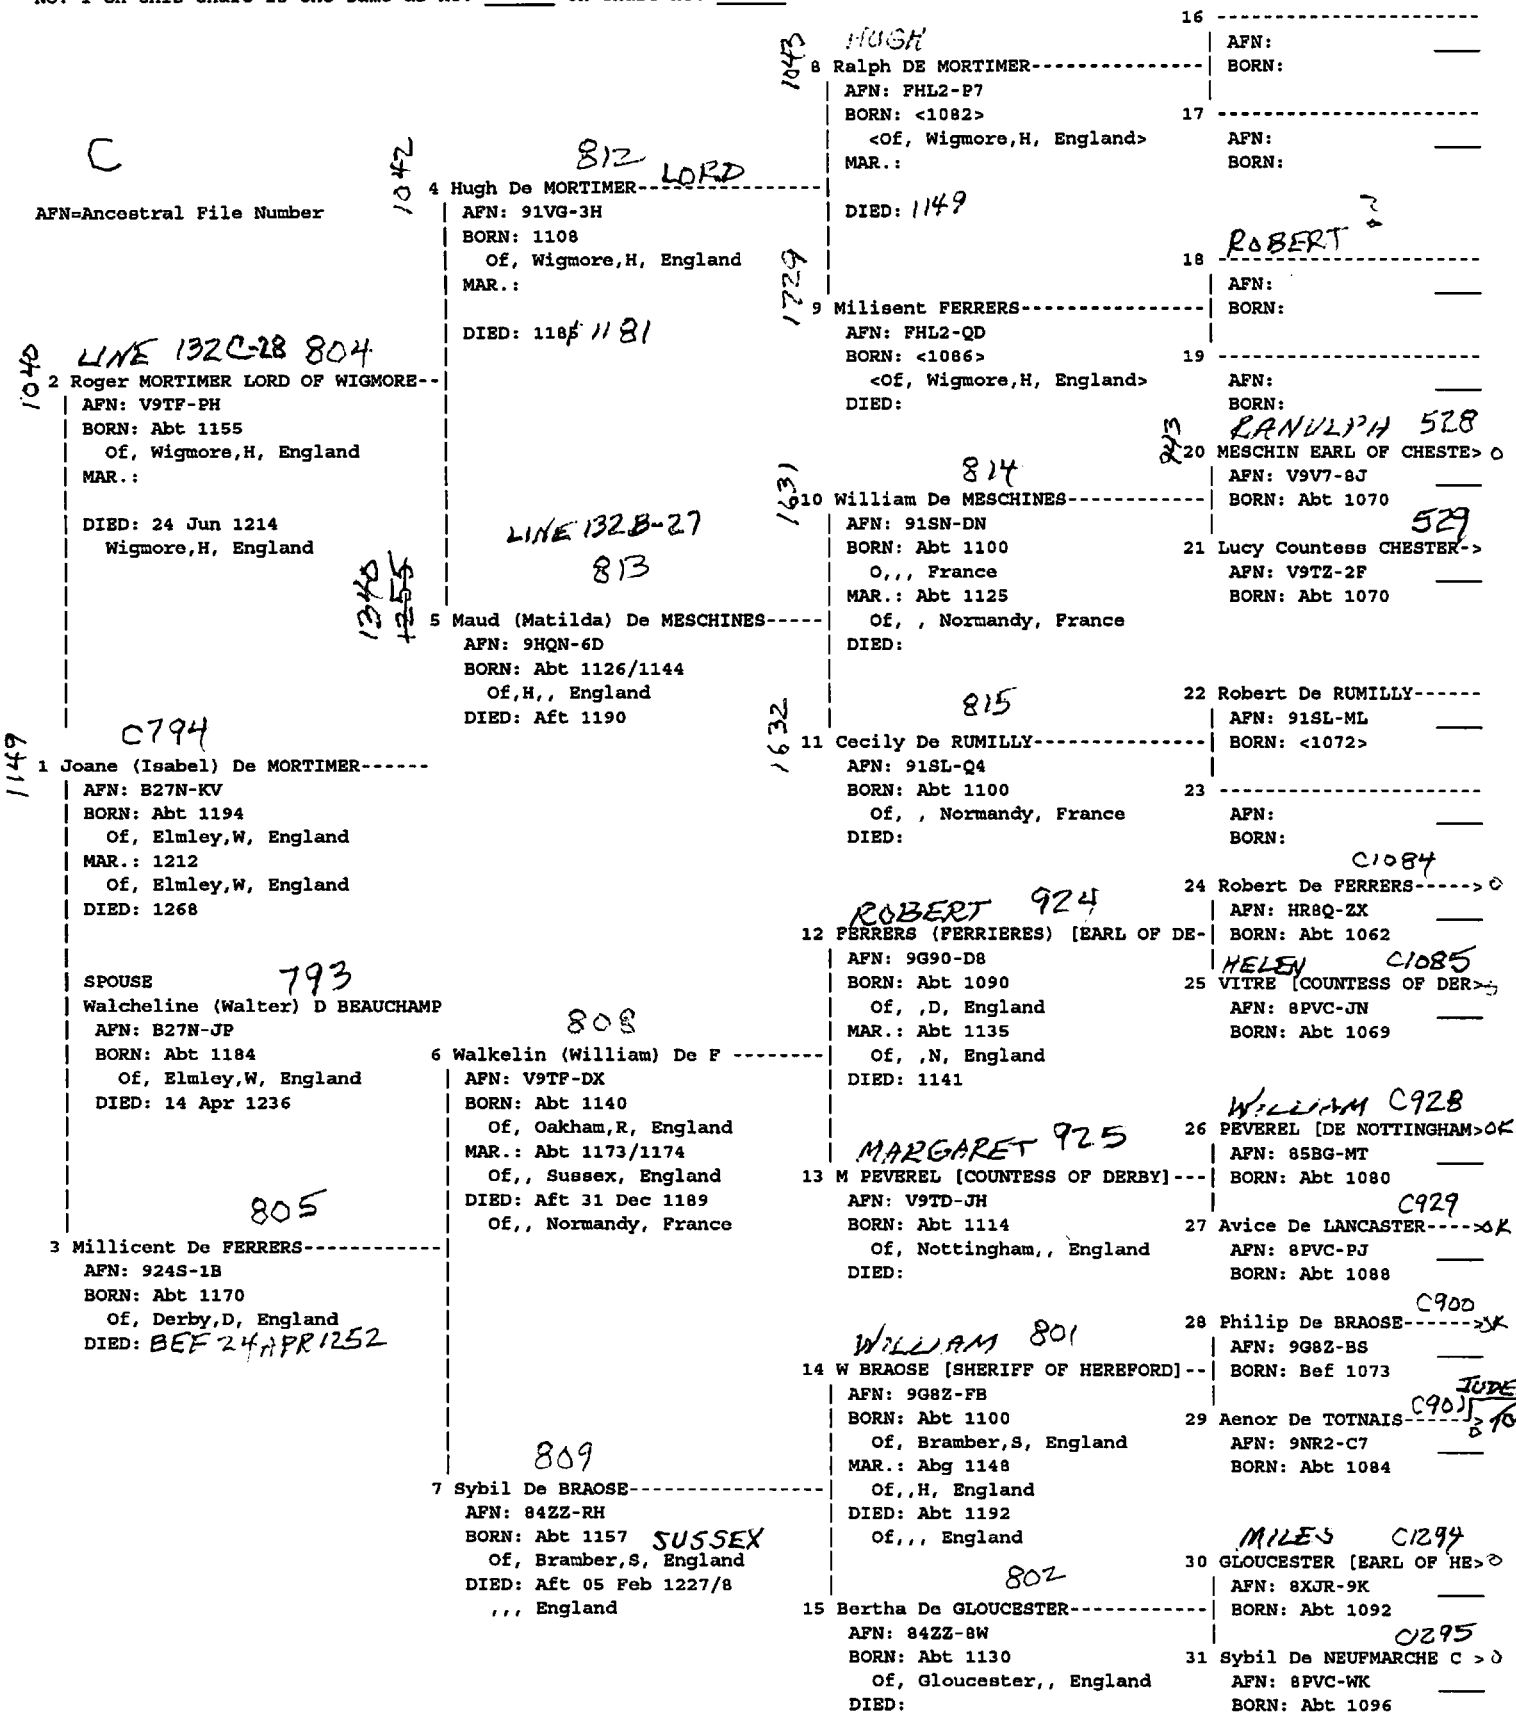 C
AFN=Ancestral File Number
1040
LINE 132C-28 804
2 Roger MORTIMER LORD OF WIGMORE--
AFN: V9TF-PH
BORN: Abt 1155
Of, Wigmore,H, England
MAR.:
DIED: 24 Jun 1214
Wigmore,H, England
1149
C794
1 Joane (Isabel) De MORTIMER------
AFN: B27N-KV
BORN: Abt 1194
Of, Elmley,W, England
MAR.: 1212
Of, Elmley,W, England
DIED: 1268
SPOUSE 793
Walcheline (Walter) D BEAUCHAMP
AFN: B27N-JP
BORN: Abt 1184
Of, Elmley,W, England
DIED: 14 Apr 1236
805
3 Millicent De FERRERS------------
AFN: 924S-1B
BORN: Abt 1170
Of, Derby,D, England
DIED: BEF 24 APR 1252
1042
812
LORD
4 Hugh De MORTIMER----------------
AFN: 91VG-3H
BORN: 1108
Of, Wigmore,H, England
MAR.:
DIED: 118 1181
LINE 132B-27
813
1340
1255
5 Maud (Matilda) De MESCHINES-----
AFN: 9HQN-6D
BORN: Abt 1126/1144
Of,H,, England
DIED: Aft 1190
808
6 Walkelin (William) De F --------
AFN: V9TF-DX
BORN: Abt 1140
Of, Oakham,R, England
MAR.: Abt 1173/1174
Of,, Sussex, England
DIED: Aft 31 Dec 1189
Of,, Normandy, France
809
7 Sybil De BRAOSE-----------------
AFN: 84ZZ-RH
BORN: Abt 1157 SUSSEX
Of, Bramber,S, England
DIED: Aft 05 Feb 1227/8
,,, England
1043
HUGH
8 Ralph DE MORTIMER---------------
AFN: FHL2-P7
BORN: <1082>
<Of, Wigmore,H, England>
MAR.:
DIED: 1149
1729
9 Milisent FERRERS----------------
AFN: FHL2-QD
BORN: <1086>
<Of, Wigmore,H, England>
DIED:
1631
814
10 William De MESCHINES------------
AFN: 91SN-DN
BORN: Abt 1100
O,,, France
MAR.: Abt 1125
Of, , Normandy, France
DIED:
1632
815
11 Cecily De RUMILLY---------------
AFN: 91SL-Q4
BORN: Abt 1100
Of, , Normandy, France
DIED:
ROBERT 924
12 FERRERS (FERRIERES) [EARL OF DE-
AFN: 9G90-D8
BORN: Abt 1090
Of, ,D, England
MAR.: Abt 1135
Of, ,N, England
DIED: 1141
MARGARET 925
13 M PEVEREL [COUNTESS OF DERBY]---
AFN: V9TD-JH
BORN: Abt 1114
Of, Nottingham,, England
DIED:
WILLIAM 801
14 W BRAOSE [SHERIFF OF HEREFORD]--
AFN: 9G8Z-FB
BORN: Abt 1100
Of, Bramber,S, England
MAR.: Abg 1148
Of,,H, England
DIED: Abt 1192
Of,,, England
802
15 Bertha De GLOUCESTER------------
AFN: 84ZZ-8W
BORN: Abt 1130
Of, Gloucester,, England
DIED:
16 ----------------------
AFN:
BORN:
17 ----------------------
AFN:
BORN:
ROBERT ?
18 ----------------------
AFN:
BORN:
19 ----------------------
AFN:
BORN:
243
RANULPH 528
20 MESCHIN EARL OF CHESTE> O
AFN: V9V7-8J
BORN: Abt 1070
529
21 Lucy Countess CHESTER->
AFN: V9TZ-2F
BORN: Abt 1070
22 Robert De RUMILLY------
AFN: 91SL-ML
BORN: <1072>
23 ----------------------
AFN:
BORN:
C1084
24 Robert De FERRERS-----> O
AFN: HR8Q-ZX
BORN: Abt 1062
HELEN C1085
25 VITRE [COUNTESS OF DER>
AFN: 8PVC-JN
BORN: Abt 1069
WILLIAM C928
26 PEVEREL [DE NOTTINGHAM>OK
AFN: 85BG-MT
BORN: Abt 1080
C929
27 Avice De LANCASTER---->OK
AFN: 8PVC-PJ
BORN: Abt 1088
C900
28 Philip De BRAOSE------>OK
AFN: 9G8Z-BS
BORN: Bef 1073
C901
29 Aenor De TOTNAIS------>
AFN: 9NR2-C7
BORN: Abt 1084
MILES C1294
30 GLOUCESTER [EARL OF HE>O
AFN: 8XJR-9K
BORN: Abt 1092
C1295
31 Sybil De NEUFMARCHE C >O
AFN: 8PVC-WK
BORN: Abt 1096